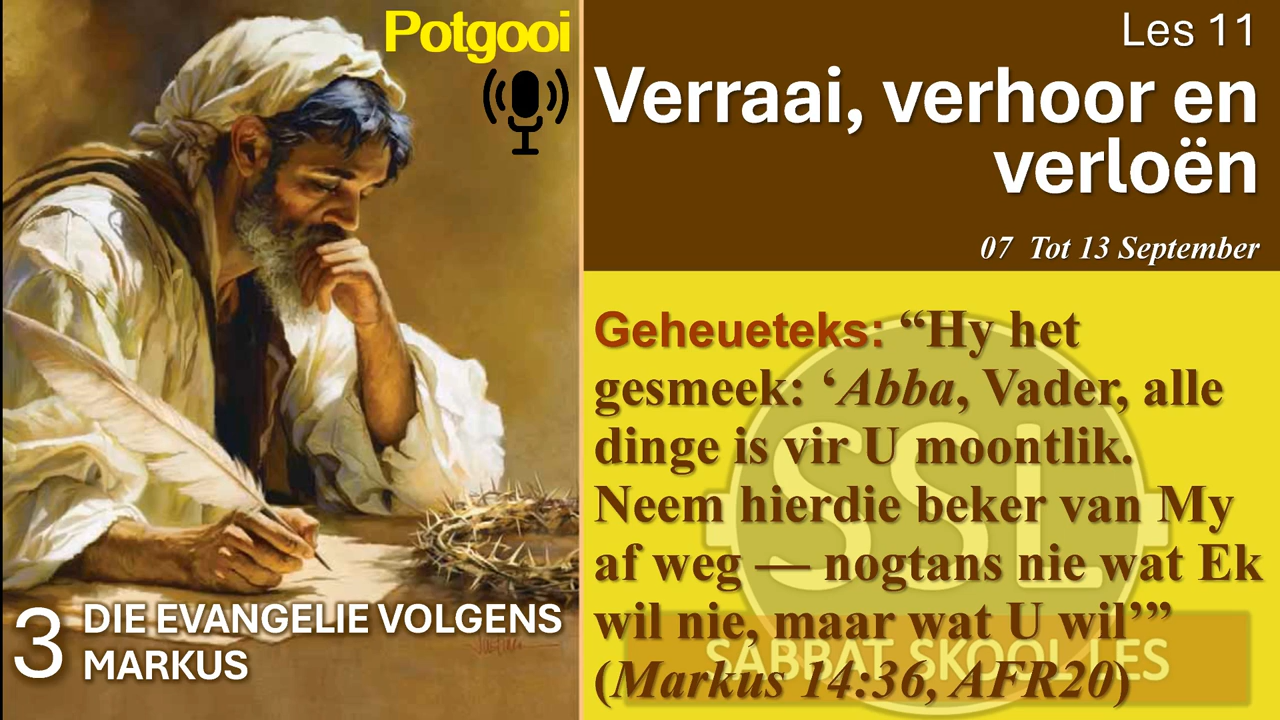 Potgooi
Les 11
Verraai, verhoor en
verloën
07 Tot 13 September
Geheueteks: “Hy het
gesmeek: ‘Abba, Vader, alle
dinge is vir U moontlik.
Neem hierdie beker van My
af weg — nogtans nie wat Ek
wil nie, maar wat U wil’”
(Markus 14:36, AFR20)
SSL
SABBAT SKOOL LES
3 DIE EVANGELIE VOLGENS
MARKUS